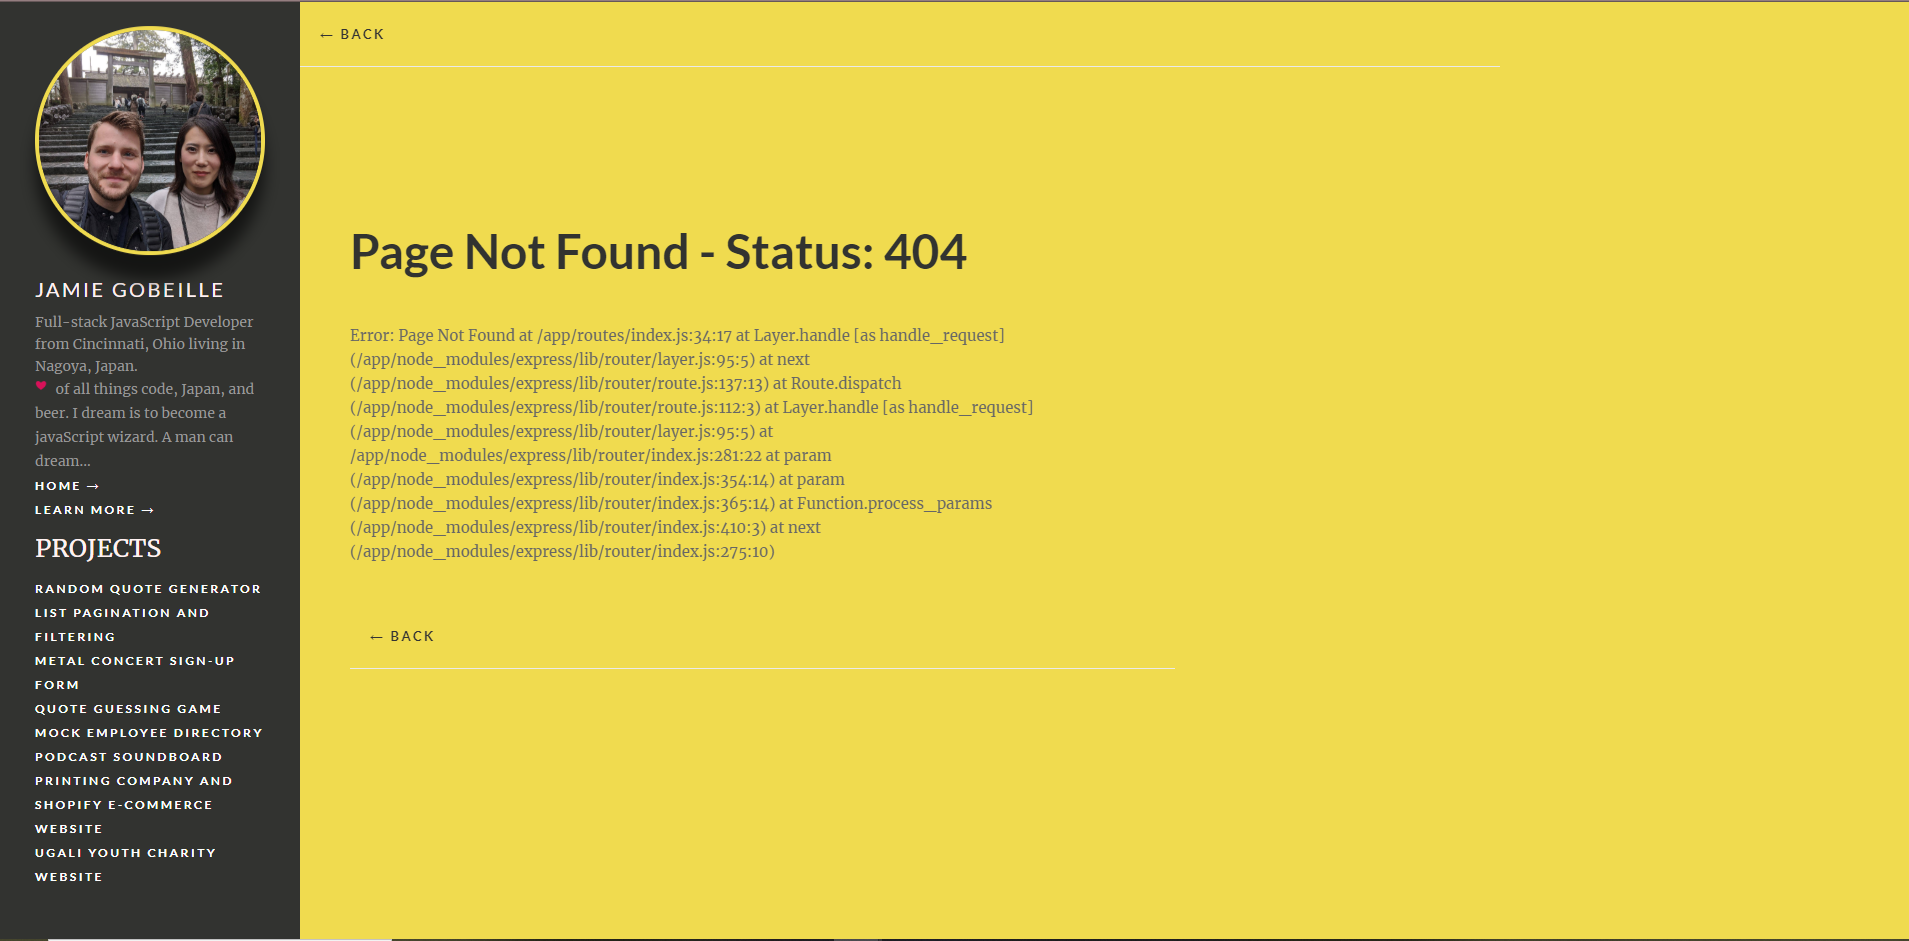 JAMIE GOBEILLE
Full-stack JavaScript Developer
from Cincinnati, Ohio living in
Nagoya, Japan.
of all things code, Japan, and
beer. I dream is to become a
javaScript wizard. A man can
dream...
HOME →
LEARN MORE →
PROJECTS
RANDOM QUOTE GENERATOR
LIST PAGINATION AND
FILTERING
METAL CONCERT SIGN-UP
FORM
QUOTE GUESSING GAME
MOCK EMPLOYEE DIRECTORY
PODCAST SOUNDBOARD
PRINTING COMPANY AND
SHOPIFY E-COMMERCE
WEBSITE
UGALI YOUTH CHARITY
WEBSITE
← BACK
Page Not Found - Status: 404
Error: Page Not Found at /app/routes/index.js:34:17 at Layer.handle [as handle_request]
(/app/node_modules/express/lib/router/layer.js:95:5) at next
(/app/node_modules/express/lib/router/route.js:137:13) at Route.dispatch
(/app/node_modules/express/lib/router/route.js:112:3) at Layer.handle [as handle_request]
(/app/node_modules/express/lib/router/layer.js:95:5) at
/app/node_modules/express/lib/router/index.js:281:22 at param
(/app/node_modules/express/lib/router/index.js:354:14) at param
(/app/node_modules/express/lib/router/index.js:365:14) at Function.process_params
(/app/node_modules/express/lib/router/index.js:410:3) at next
(/app/node_modules/express/lib/router/index.js:275:10)
← BACK